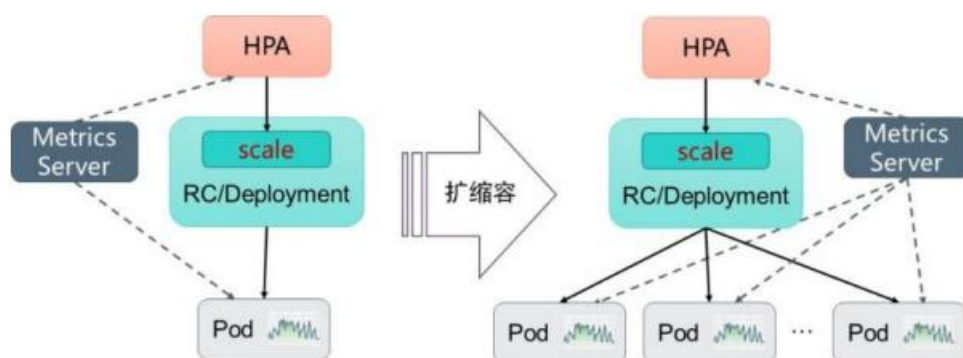 HPA
Metrics
Server
scale
RC/Deployment
Pod
扩缩容
HPA
scale
RC/Deployment
Metrics
Server
Pod
Pod
...
Pod